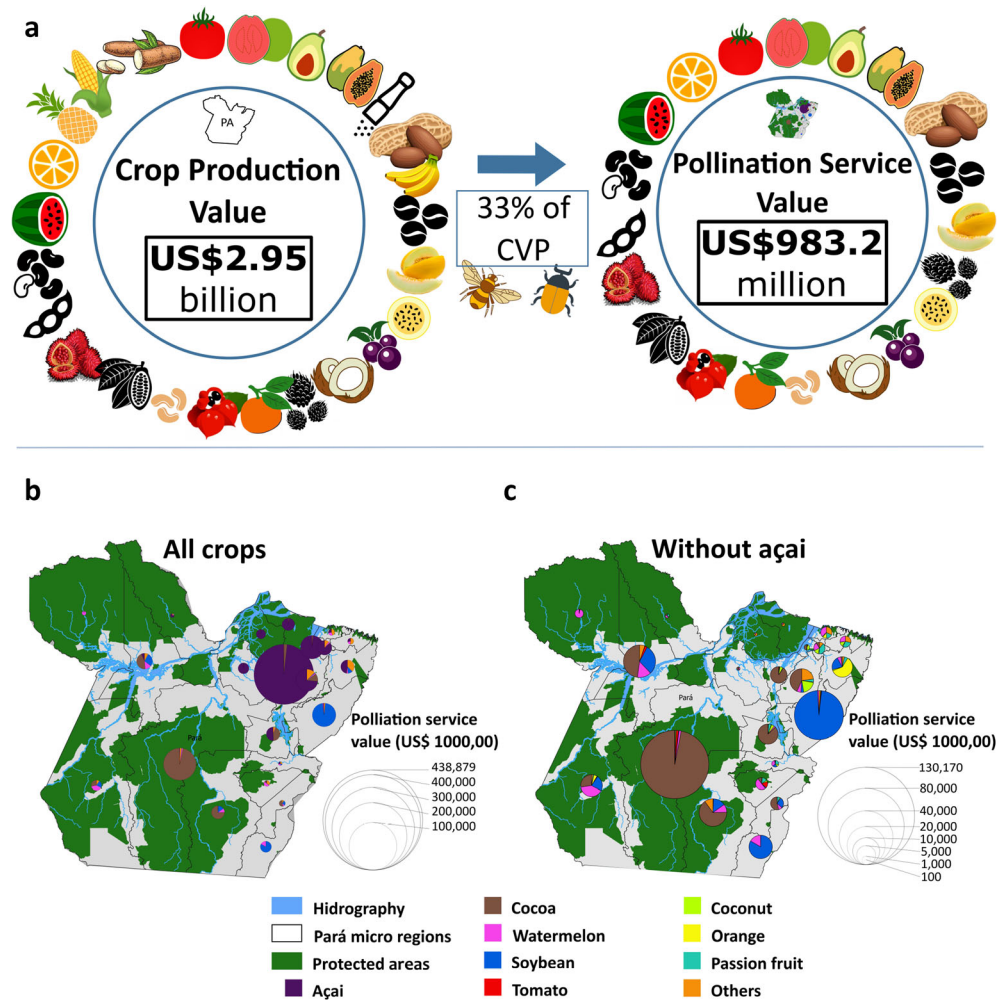 a
PA
Crop Production
Value
US$2.95
billion
33% of
CVP
Pollination Service
Value
US$983.2
million
b
All crops
Pará
Polliation service
value (US$ 1000,00)
438,879
400,000
300,000
200,000
100,000
c
Without açai
Pará
Polliation service
value (US$ 1000,00)
130,170
80,000
40,000
20,000
10,000
5,000
1,000
100
Hidrography
Pará micro regions
Protected areas
Açai
Cocoa
Watermelon
Soybean
Tomato
Coconut
Orange
Passion fruit
Others